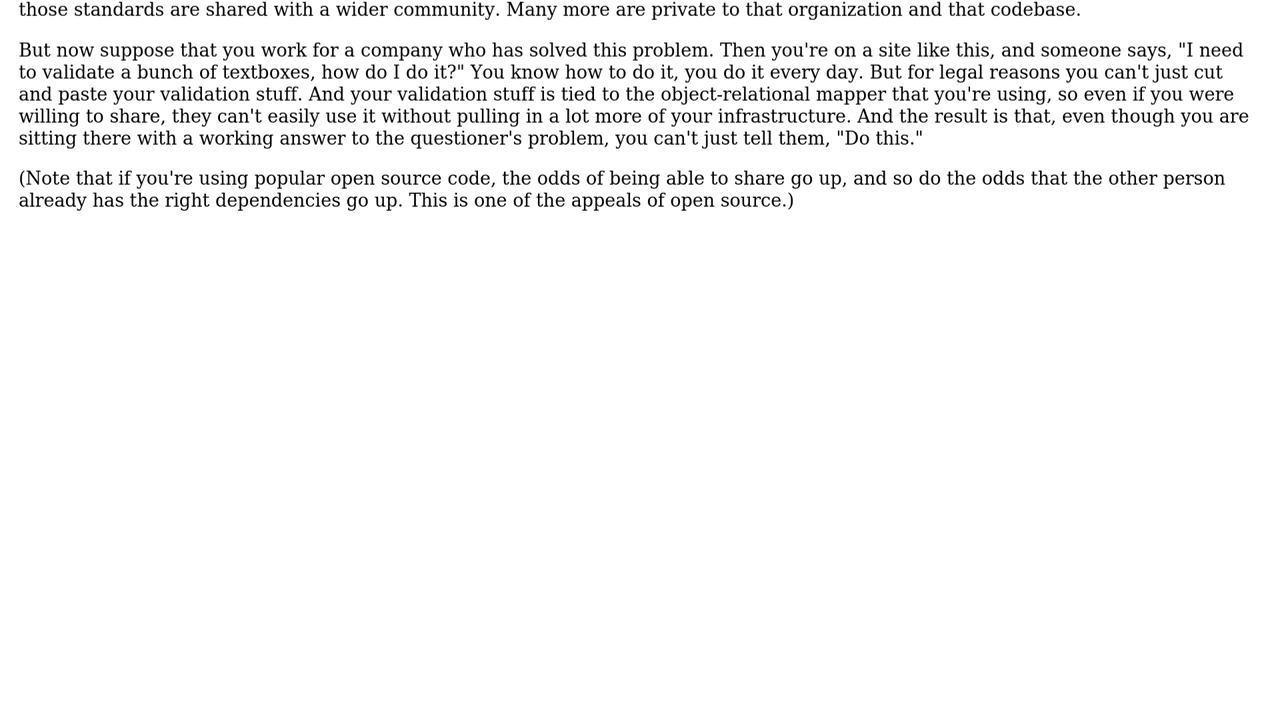 those standards are shared with a wider community. Many more are private to that organization and that codebase.
But now suppose that you work for a company who has solved this problem. Then you're on a site like this, and someone says, "I need
to validate a bunch of textboxes, how do I do it?" You know how to do it, you do it every day. But for legal reasons you can't just cut
and paste your validation stuff. And your validation stuff is tied to the object-relational mapper that you're using, so even if you were
willing to share, they can't easily use it without pulling in a lot more of your infrastructure. And the result is that, even though you are
sitting there with a working answer to the questioner's problem, you can't just tell them, "Do this."
(Note that if you're using popular open source code, the odds of being able to share go up, and so do the odds that the other person
already has the right dependencies go up. This is one of the appeals of open source.)